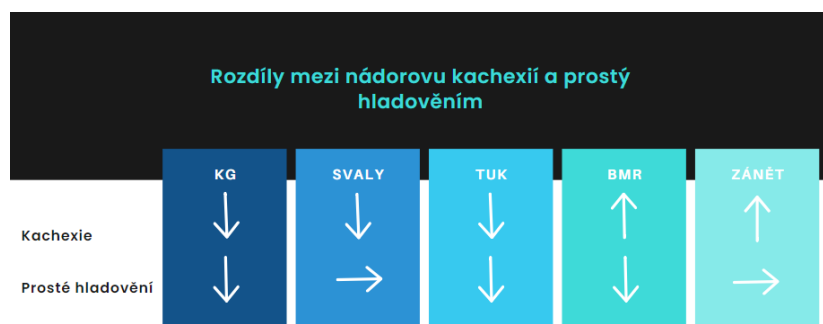 Rozdíly mezi nádorovu kachexií a prostý
hladověním
KG SVALY TUK BMR ZÁNĚT
Kachexie
Prosté hladovění